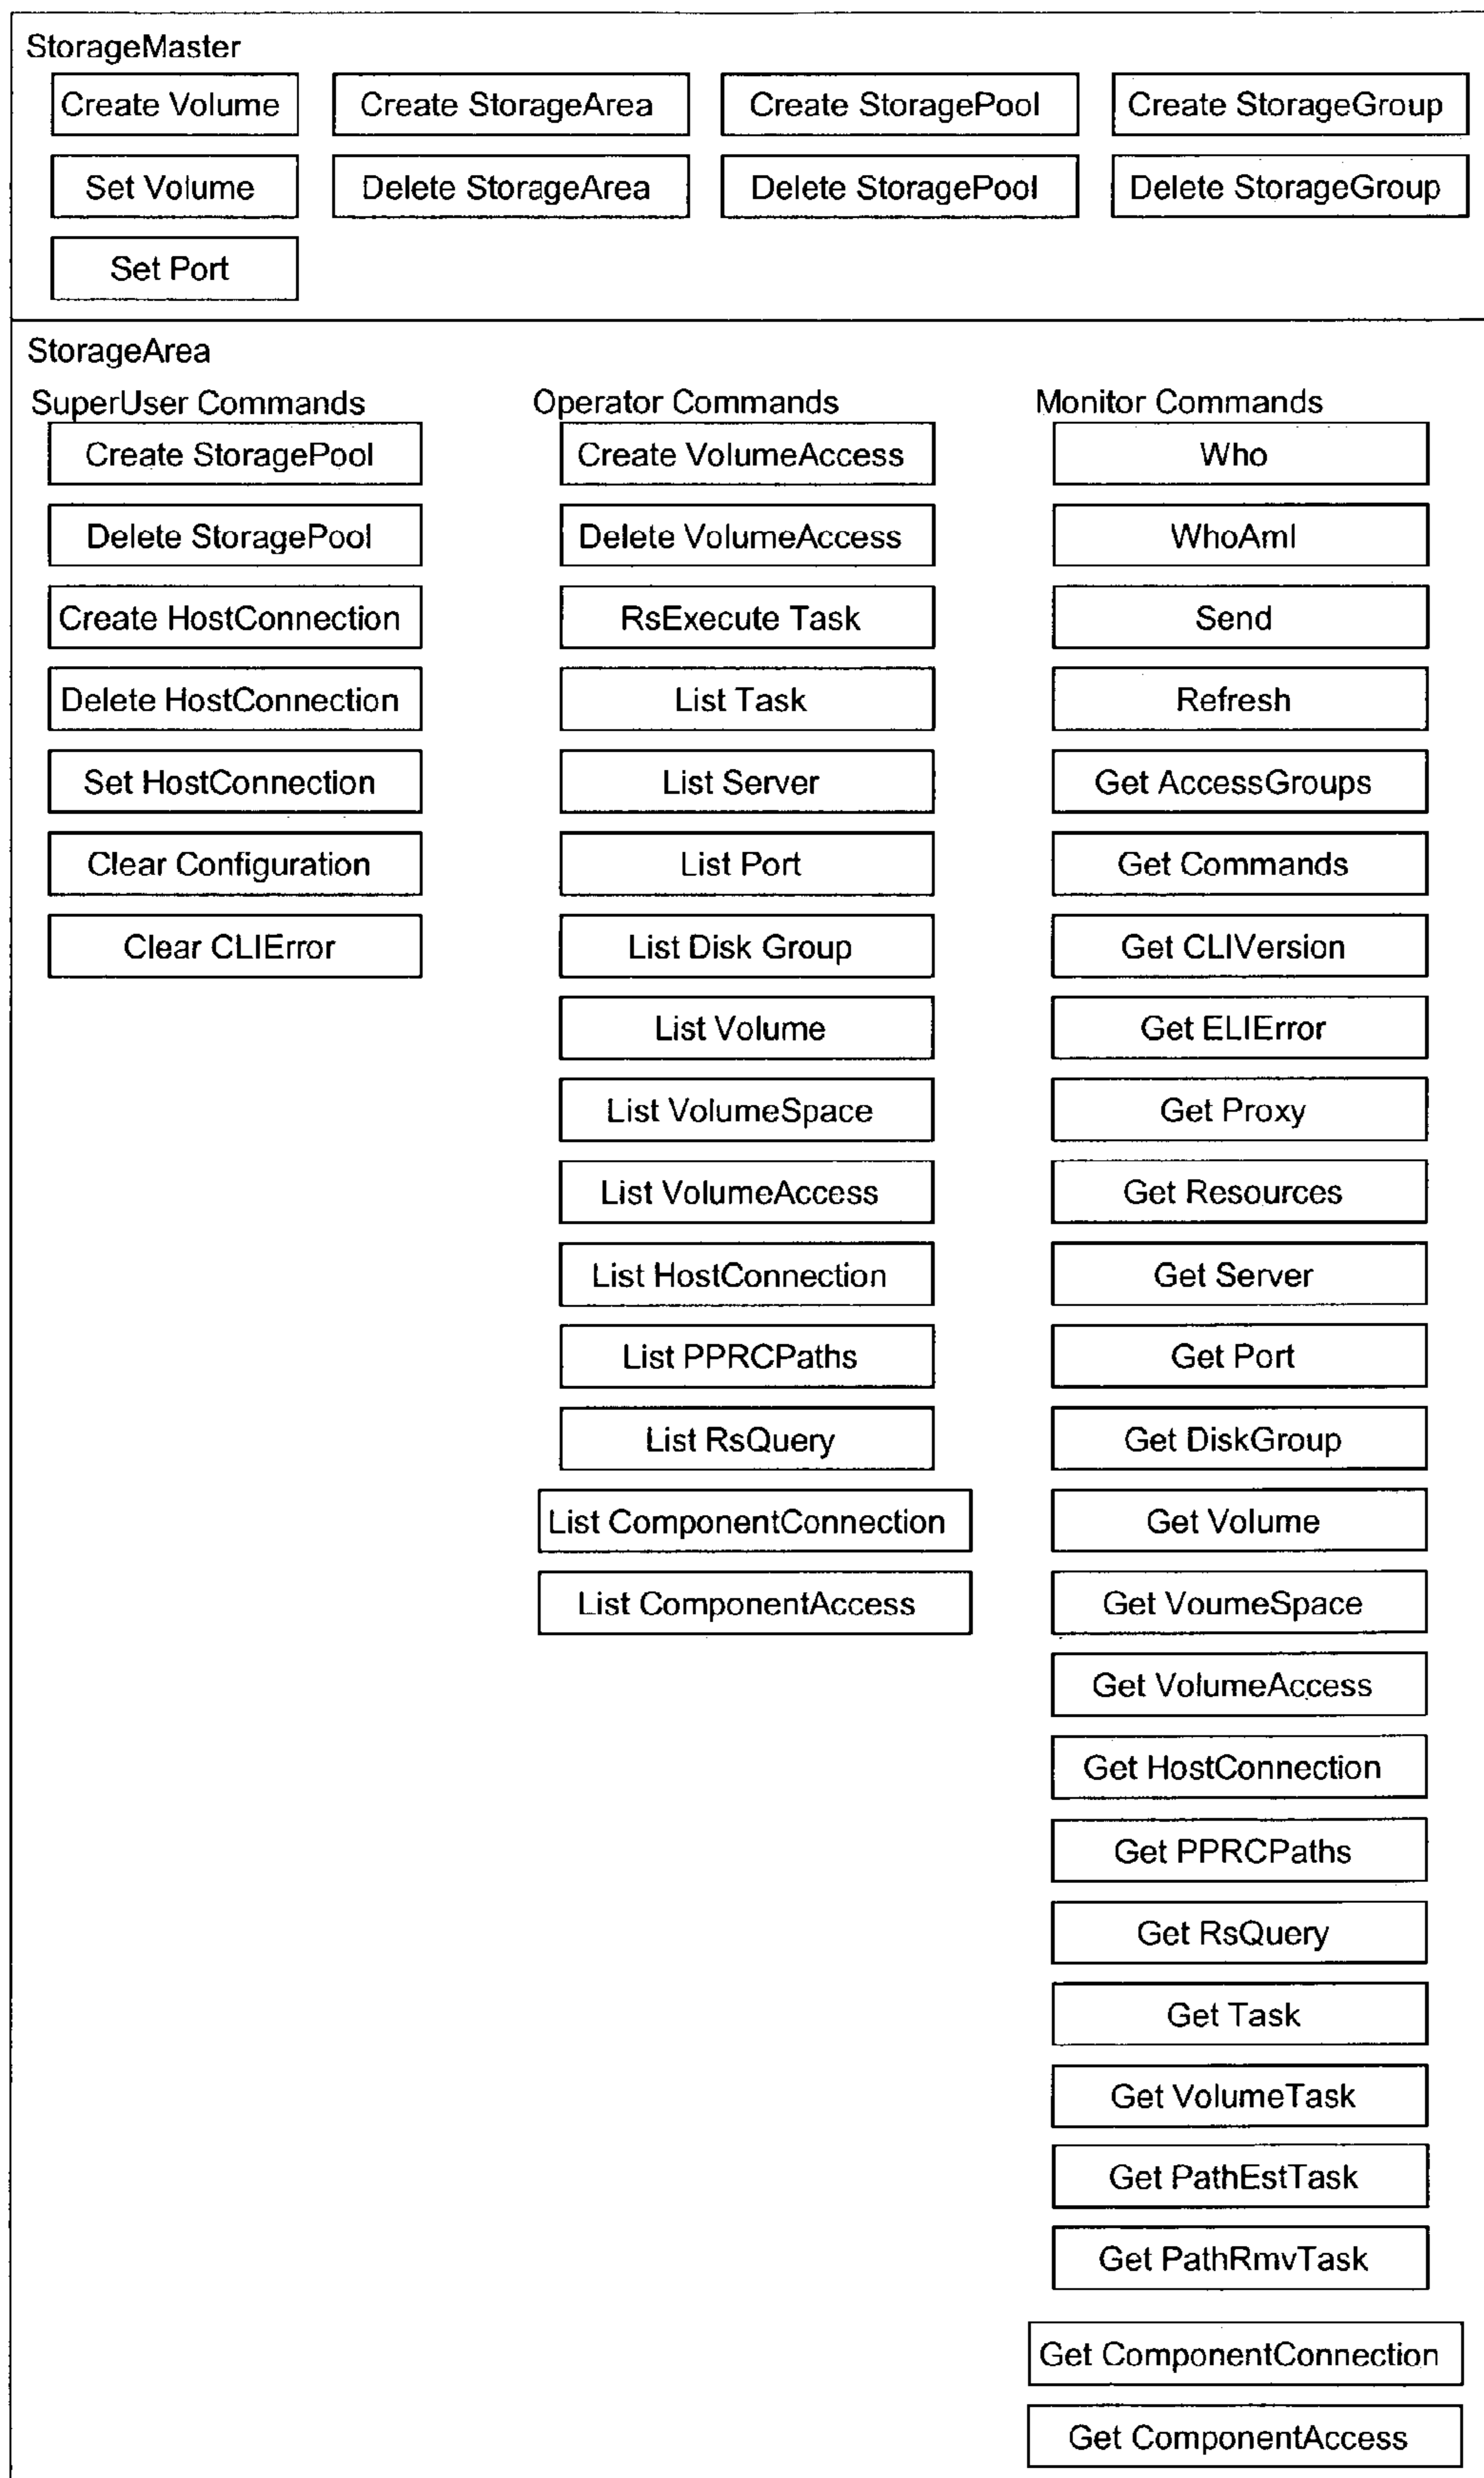 StorageMaster
Create Volume
Create StorageArea
Create StoragePool
Create StorageGroup
Set Volume
Delete StorageArea
Delete StoragePool
Delete StorageGroup
Set Port
StorageArea
SuperUser Commands
Create StoragePool
Delete StoragePool
Create HostConnection
Delete HostConnection
Set HostConnection
Clear Configuration
Clear CLIError
Operator Commands
Create VolumeAccess
Delete VolumeAccess
RsExecute Task
List Task
List Server
List Port
List Disk Group
List Volume
List VolumeSpace
List VolumeAccess
List HostConnection
List PPRCPaths
List RsQuery
List ComponentConnection
List ComponentAccess
Monitor Commands
Who
WhoAmI
Send
Refresh
Get AccessGroups
Get Commands
Get CLIVersion
Get ELIError
Get Proxy
Get Resources
Get Server
Get Port
Get DiskGroup
Get Volume
Get VoumeSpace
Get VolumeAccess
Get HostConnection
Get PPRCPaths
Get RsQuery
Get Task
Get VolumeTask
Get PathEstTask
Get PathRmvTask
Get ComponentConnection
Get ComponentAccess